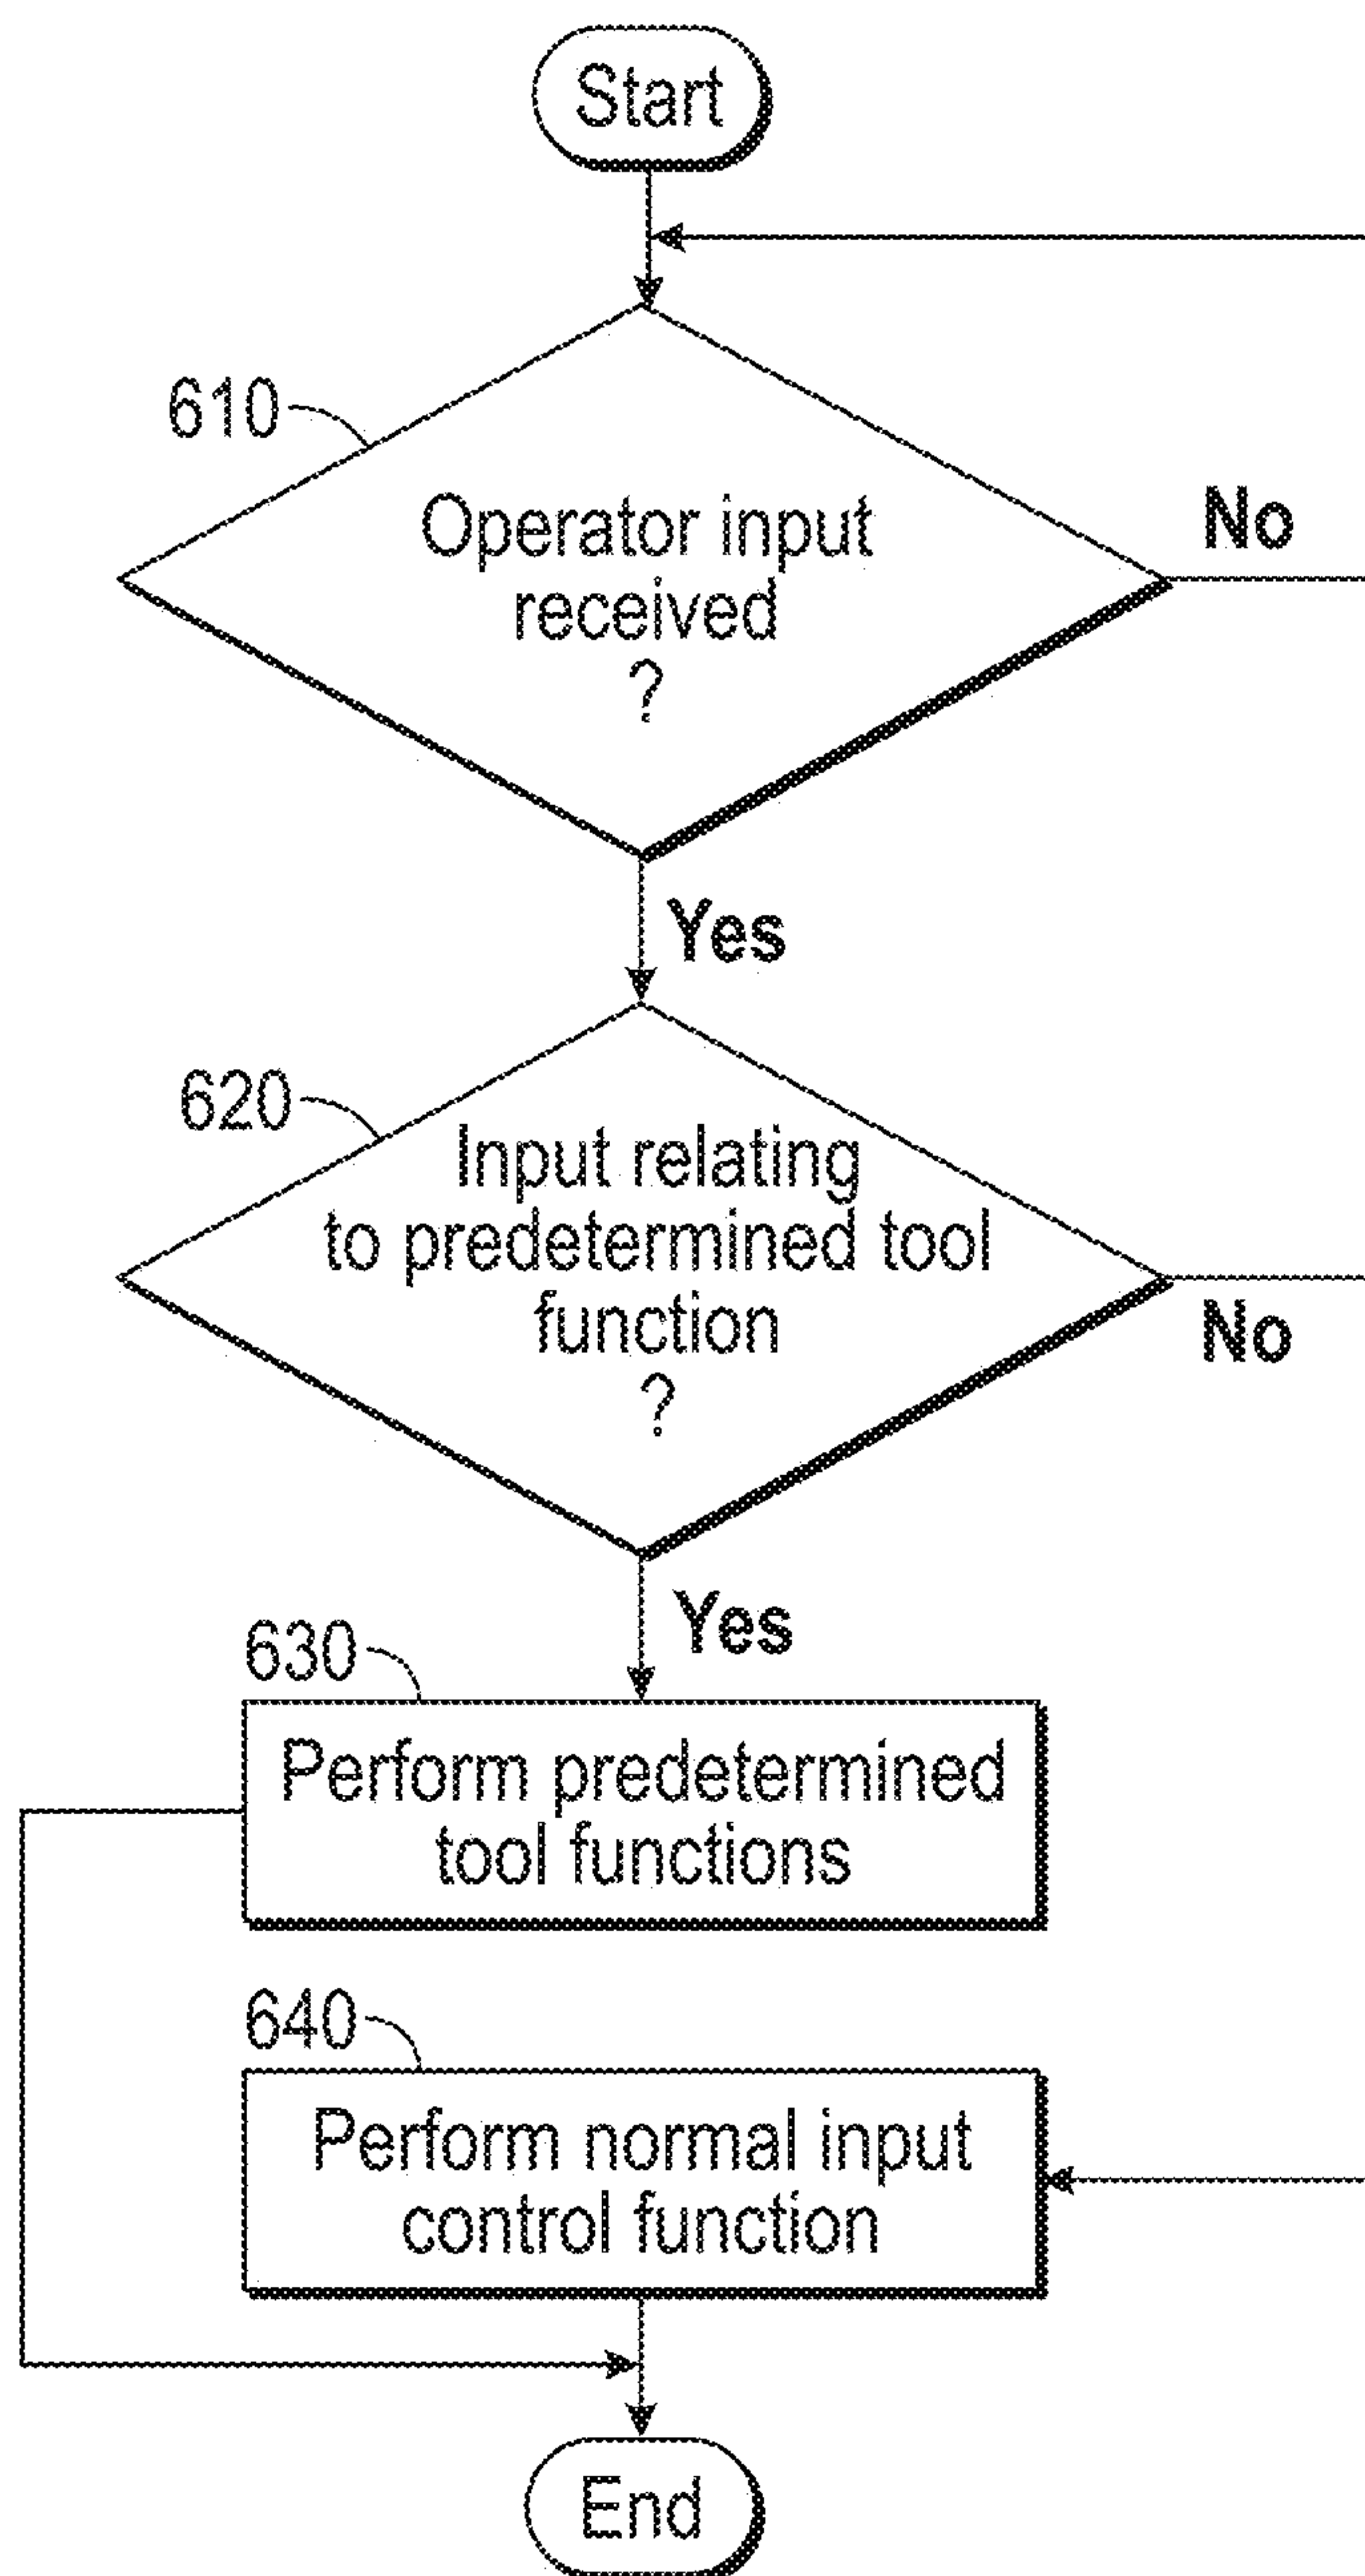 Start
610
Operator input
received
?
No
Yes
620
Input relating
to predetermined tool
function
?
No
Yes
630
Perform predetermined
tool functions
640
Perform normal input
control function
End